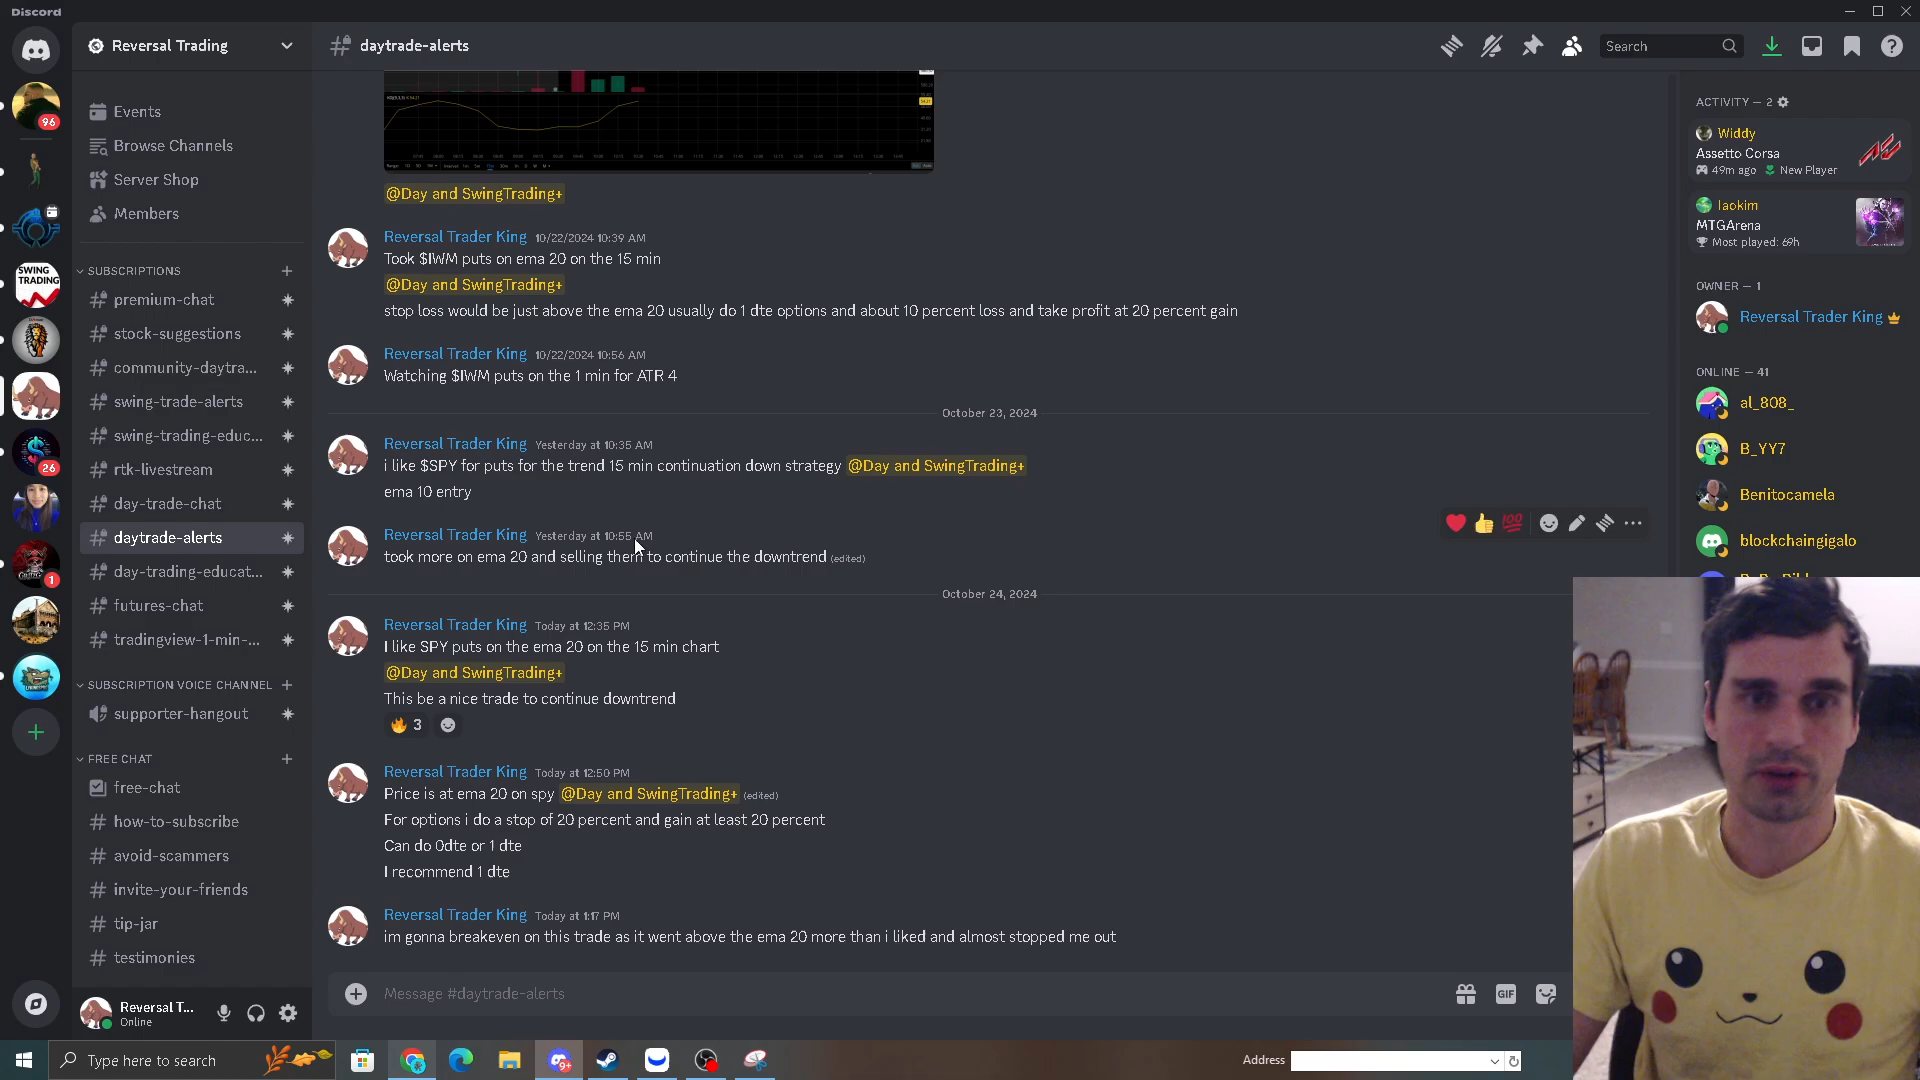 Discord
Reversal Trading
daytrade-alerts
Search
96
SWING
TRADING
26
1
Events
Browse Channels
Server Shop
Members
SUBSCRIPTIONS
premium-chat
stock-suggestions
community-daytra...
swing-trade-alerts
swing-trading-educ...
rtk-livestream
day-trade-chat
daytrade-alerts
day-trading-educat...
futures-chat
tradingview-1-min-...
SUBSCRIPTION VOICE CHANNEL
supporter-hangout
FREE CHAT
free-chat
how-to-subscribe
avoid-scammers
invite-your-friends
tip-jar
testimonies
Reversal T...
Online
@Day and SwingTrading+
Reversal Trader King 10/22/2024 10:39 AM
Took $IWM puts on ema 20 on the 15 min
@Day and SwingTrading+
stop loss would be just above the ema 20 usually do 1 dte options and about 10 percent loss and take profit at 20 percent gain
Reversal Trader King 10/22/2024 10:56 AM
Watching $IWM puts on the 1 min for ATR 4
October 23, 2024
Reversal Trader King Yesterday at 10:35 AM
i like $SPY for puts for the trend 15 min continuation down strategy @Day and SwingTrading+
ema 10 entry
Reversal Trader King Yesterday at 10:55 AM
took more on ema 20 and selling them to continue the downtrend (edited)
October 24, 2024
Reversal Trader King Today at 12:35 PM
I like SPY puts on the ema 20 on the 15 min chart
@Day and SwingTrading+
This be a nice trade to continue downtrend
3
Reversal Trader King Today at 12:50 PM
Price is at ema 20 on spy @Day and SwingTrading+ (edited)
For options i do a stop of 20 percent and gain at least 20 percent
Can do 0dte or 1 dte
I recommend 1 dte
Reversal Trader King Today at 1:17 PM
im gonna breakeven on this trade as it went above the ema 20 more than i liked and almost stopped me out
Message #daytrade-alerts
GIF
100
ACTIVITY — 2
Widdy
Assetto Corsa
49m ago New Player
iaokim
MTGArena
Most played: 69h
OWNER — 1
Reversal Trader King
ONLINE — 41
al_808_
B_YY7
Benitocamela
blockchaingigalo
Type here to search
9+
Address